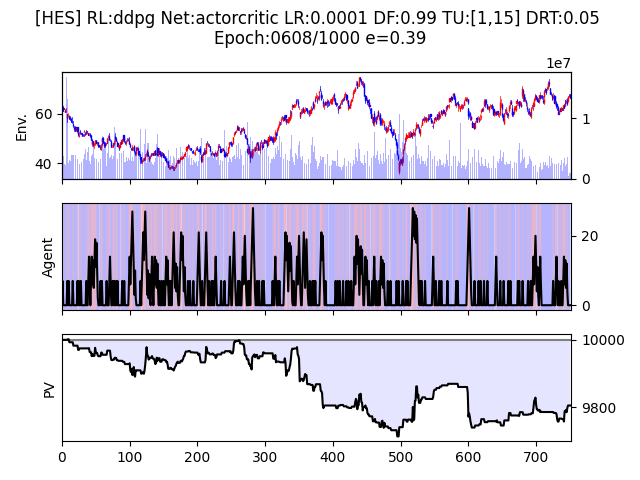 [HES] RL:ddpg Net:actorcritic LR:0.0001 DF:0.99 TU:[1,15] DRT:0.05
Epoch:0608/1000 e=0.39
1e7
Env.
60
40
1
0
Agent
20
0
PV
10000
9800
0 100 200 300 400 500 600 700